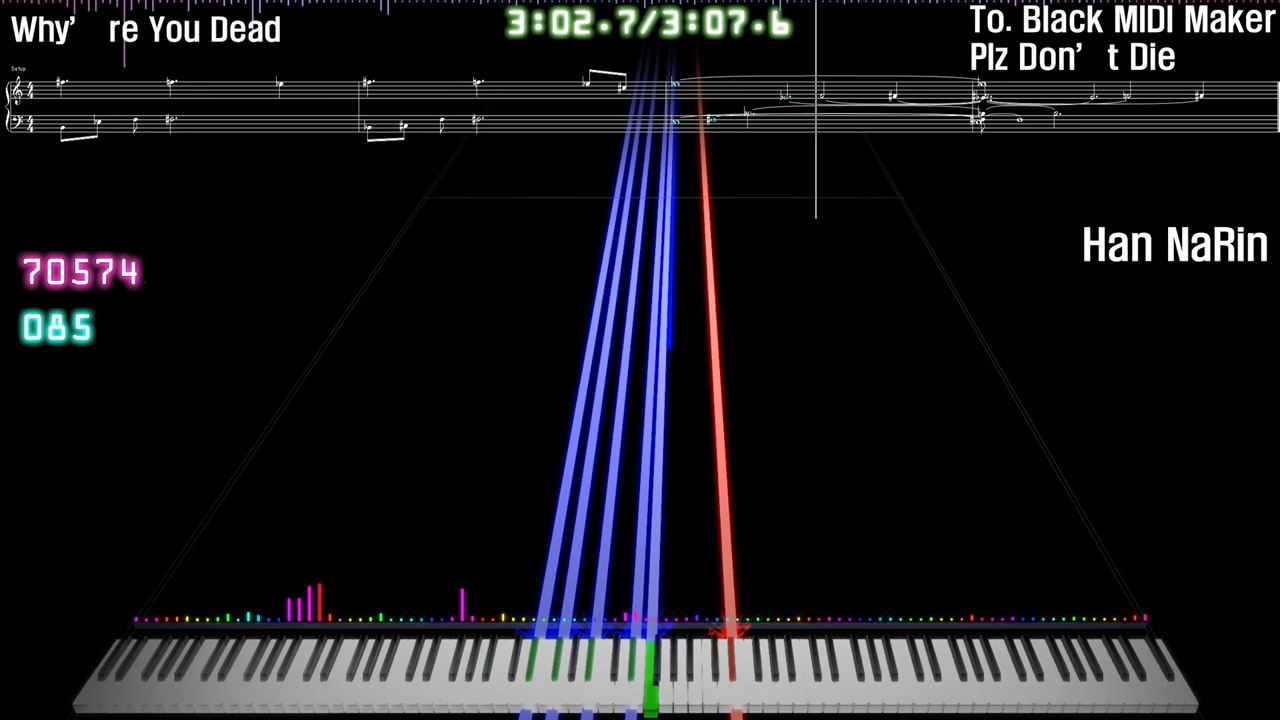 Why' re You Dead
3:02.7/3:07.6
To. Black MIDI Maker
Plz Don' t Die
Setup
Han NaRin
70574
085